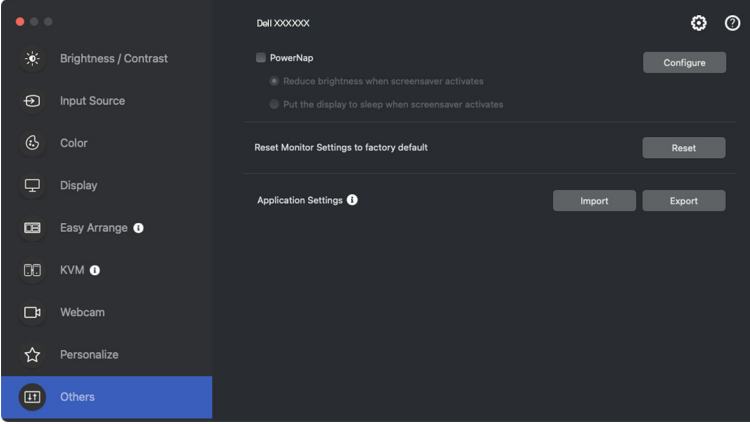 Dell XXXXXX
Brightness / Contrast
Input Source
Color
Display
Easy Arrange
KVM
Webcam
Personalize
Others
PowerNap
Configure
Reduce brightness when screensaver activates
Put the display to sleep when screensaver activates
Reset Monitor Settings to factory default
Reset
Application Settings
Import
Export